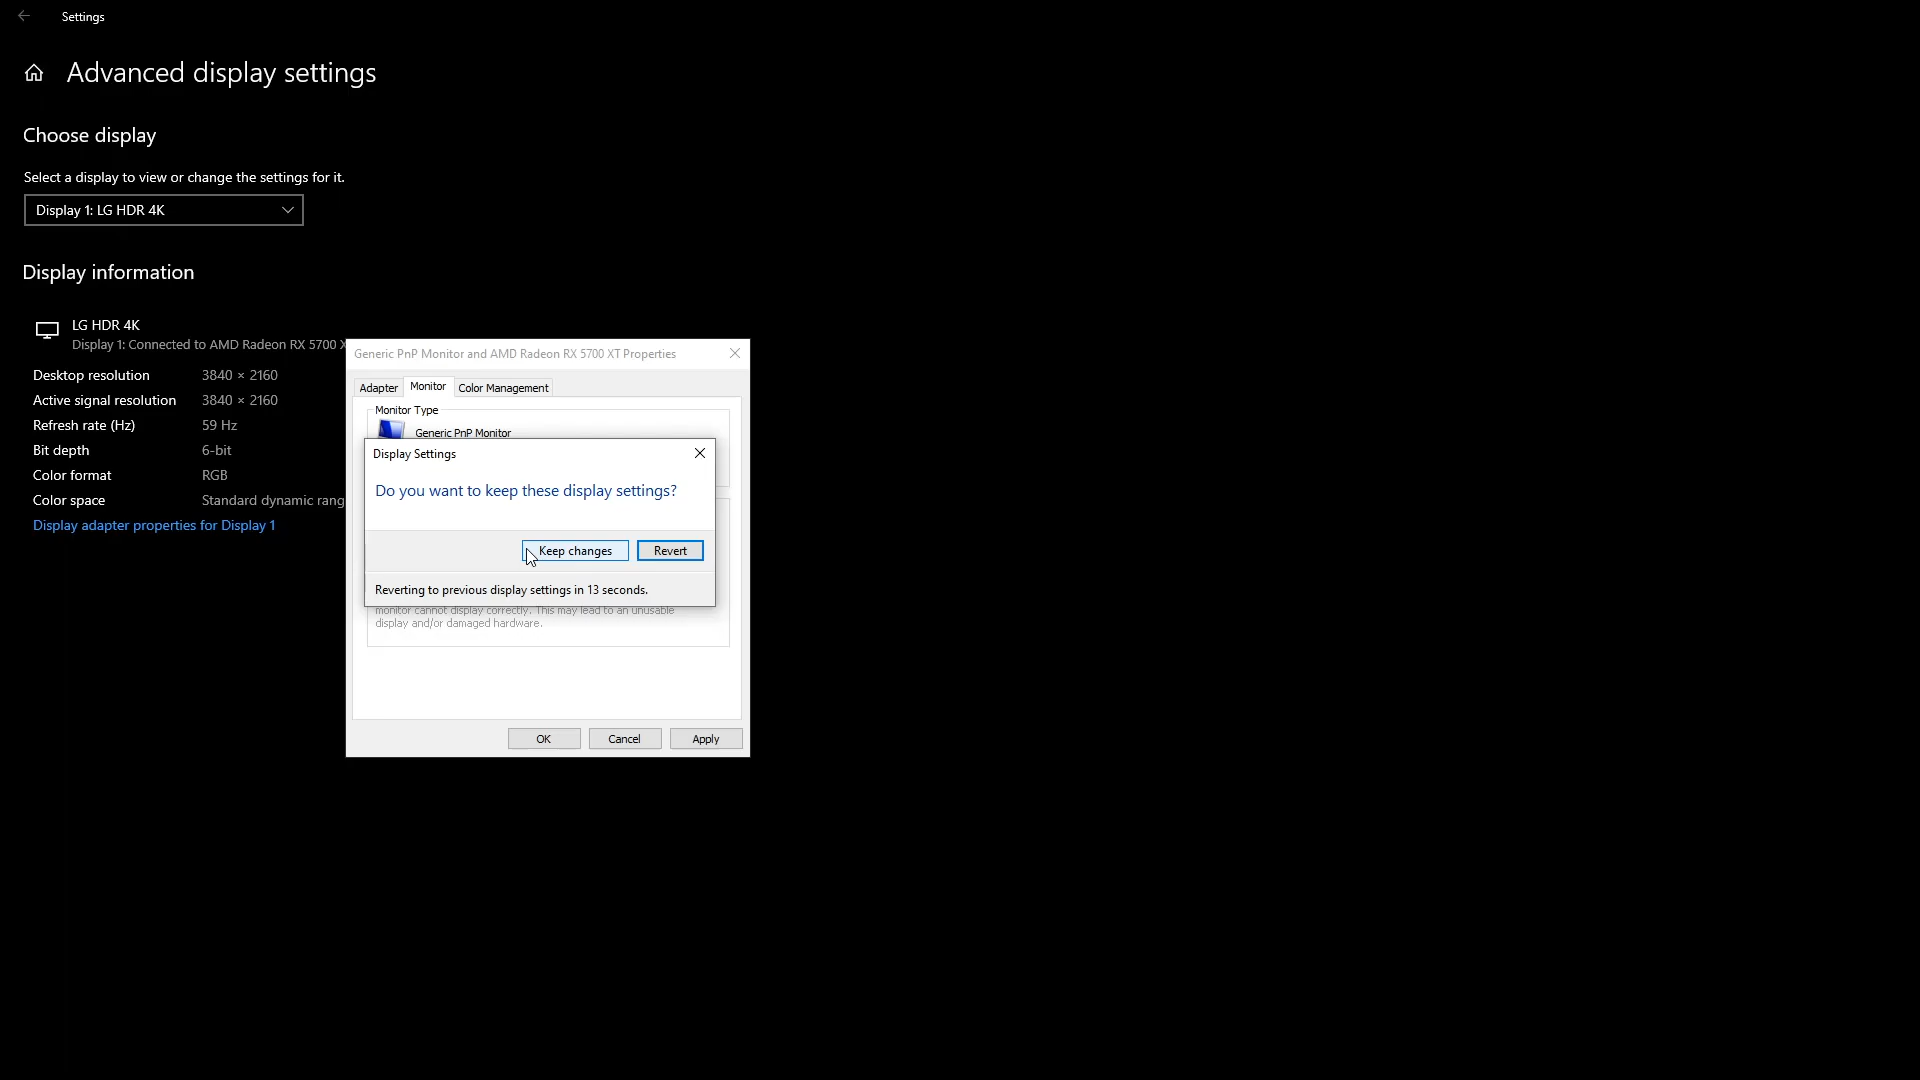 Settings
Advanced display settings
Choose display
Select a display to view or change the settings for it.
Display 1: LG HDR 4K
Display information
LG HDR 4K
Display 1: Connected to AMD Radeon RX 5700 X
Desktop resolution 3840 × 2160
Active signal resolution 3840 × 2160
Refresh rate (Hz) 59 Hz
Bit depth 6-bit
Color format RGB
Color space Standard dynamic rang
Display adapter properties for Display 1
Generic PnP Monitor and AMD Radeon RX 5700 XT Properties
Adapter Monitor Color Management
Monitor Type
Generic PnP Monitor
Display Settings
Do you want to keep these display settings?
Keep changes Revert
Reverting to previous display settings in 13 seconds.
monitor cannot display correctly. This may lead to an unusable
display and/or damaged hardware.
OK Cancel Apply